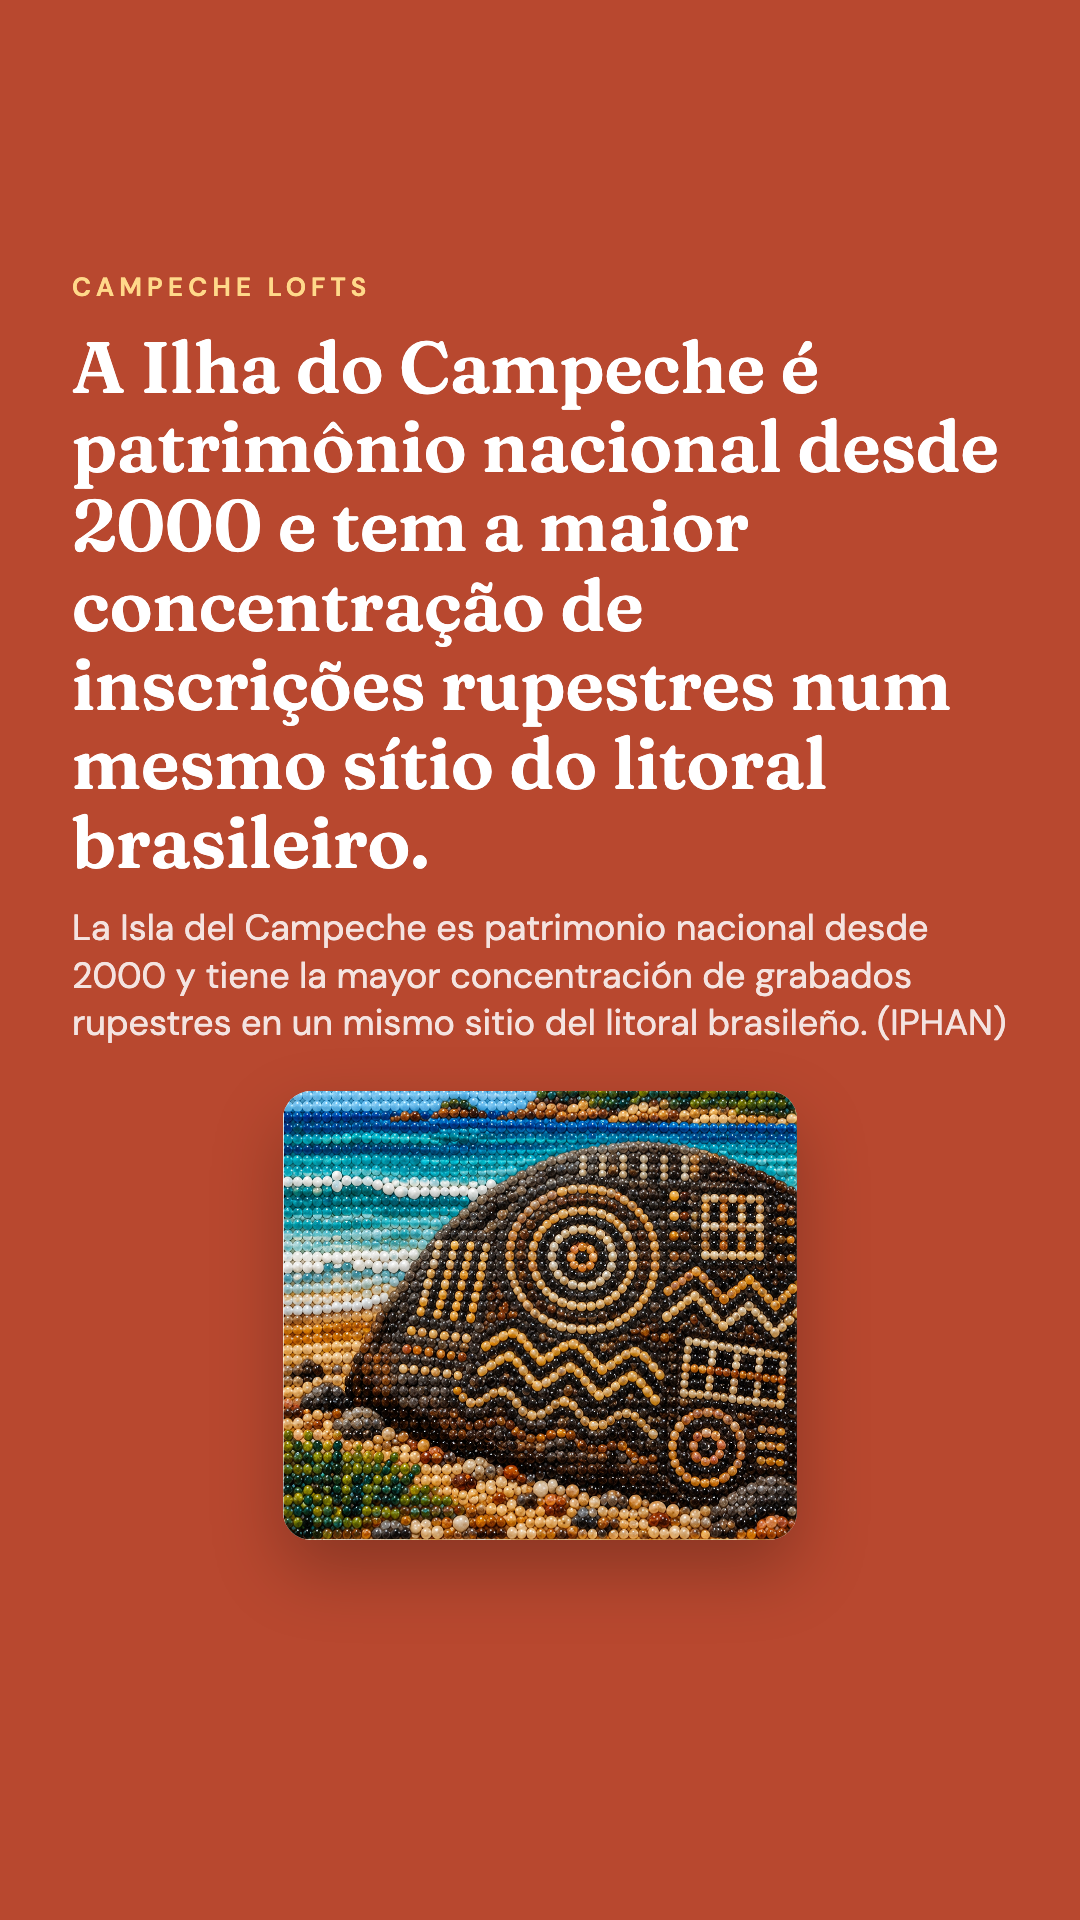 CAMPECHE LOFTS
A Ilha do Campeche é
patrimônio nacional desde
2000 e tem a maior
concentração de
inscrições rupestres num
mesmo sítio do litoral
brasileiro.
La Isla del Campeche es patrimonio nacional desde
2000 y tiene la mayor concentración de grabados
rupestres en un mismo sitio del litoral brasileño. (IPHAN)